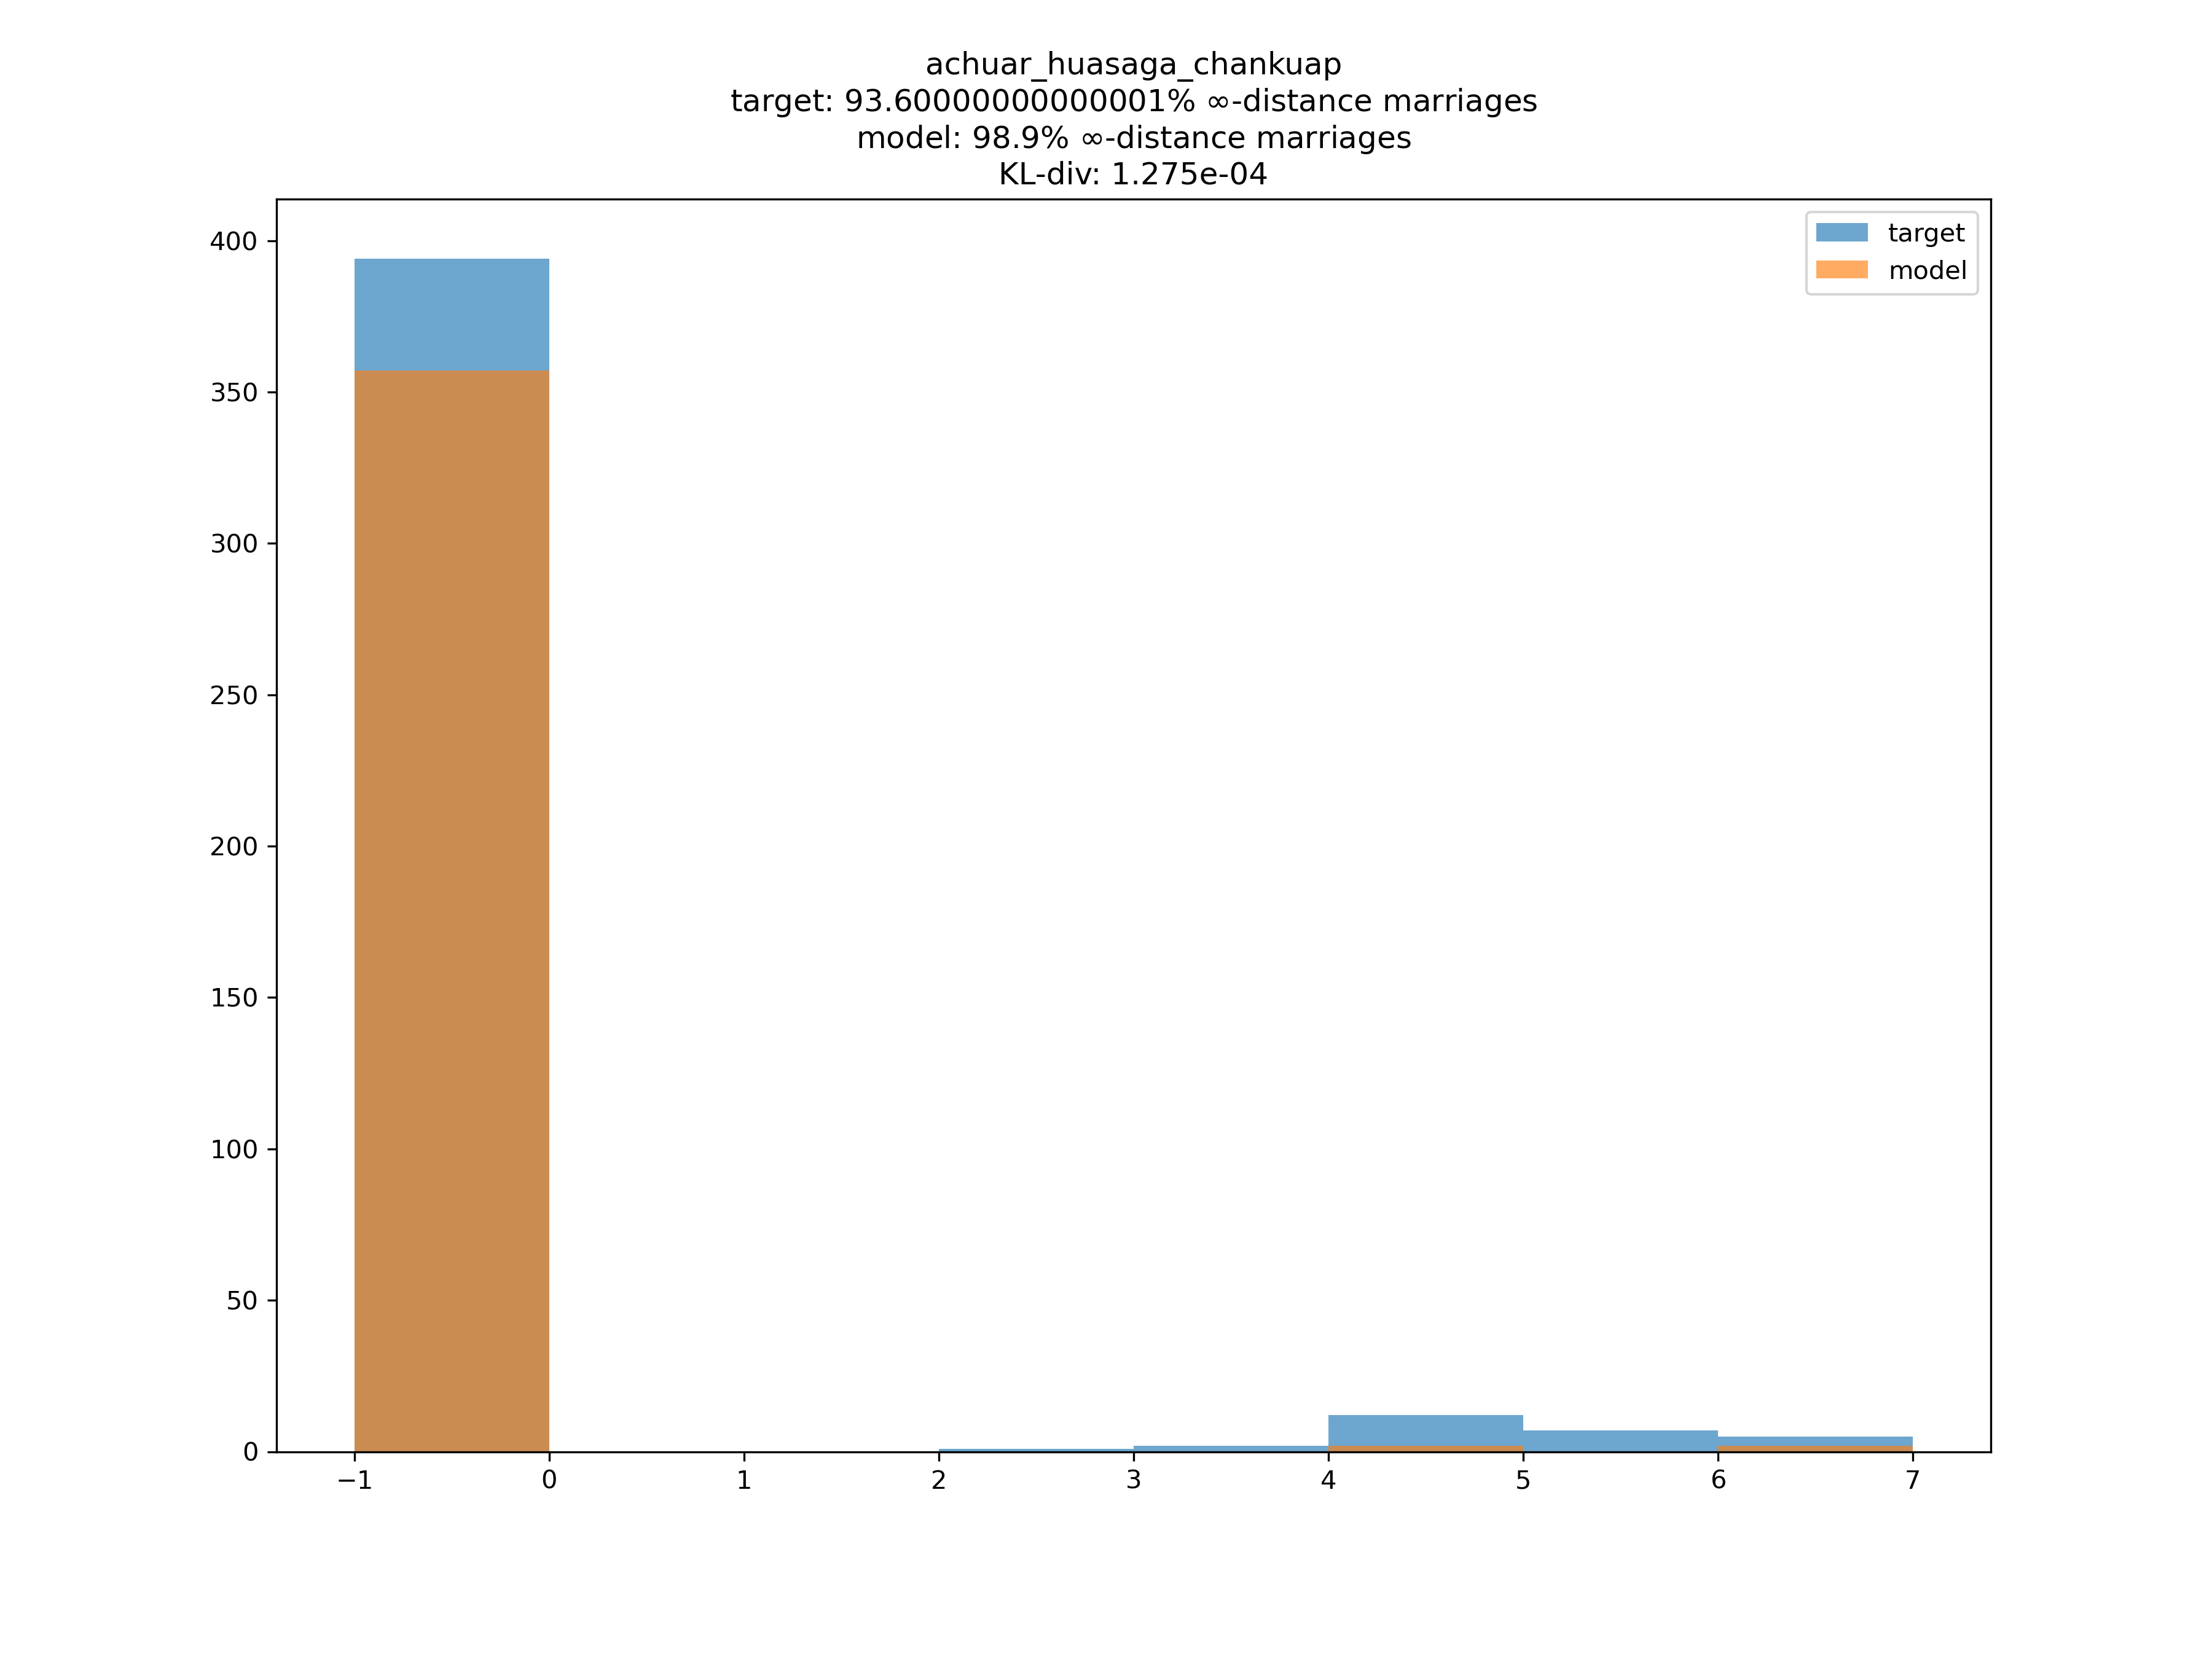 achuar_huasaga_chankuap
target: 93.60000000000001% ∞-distance marriages
model: 98.9% ∞-distance marriages
KL-div: 1.275e-04
target
model
400
350
300
250
200
150
100
50
0
−1 0 1 2 3 4 5 6 7